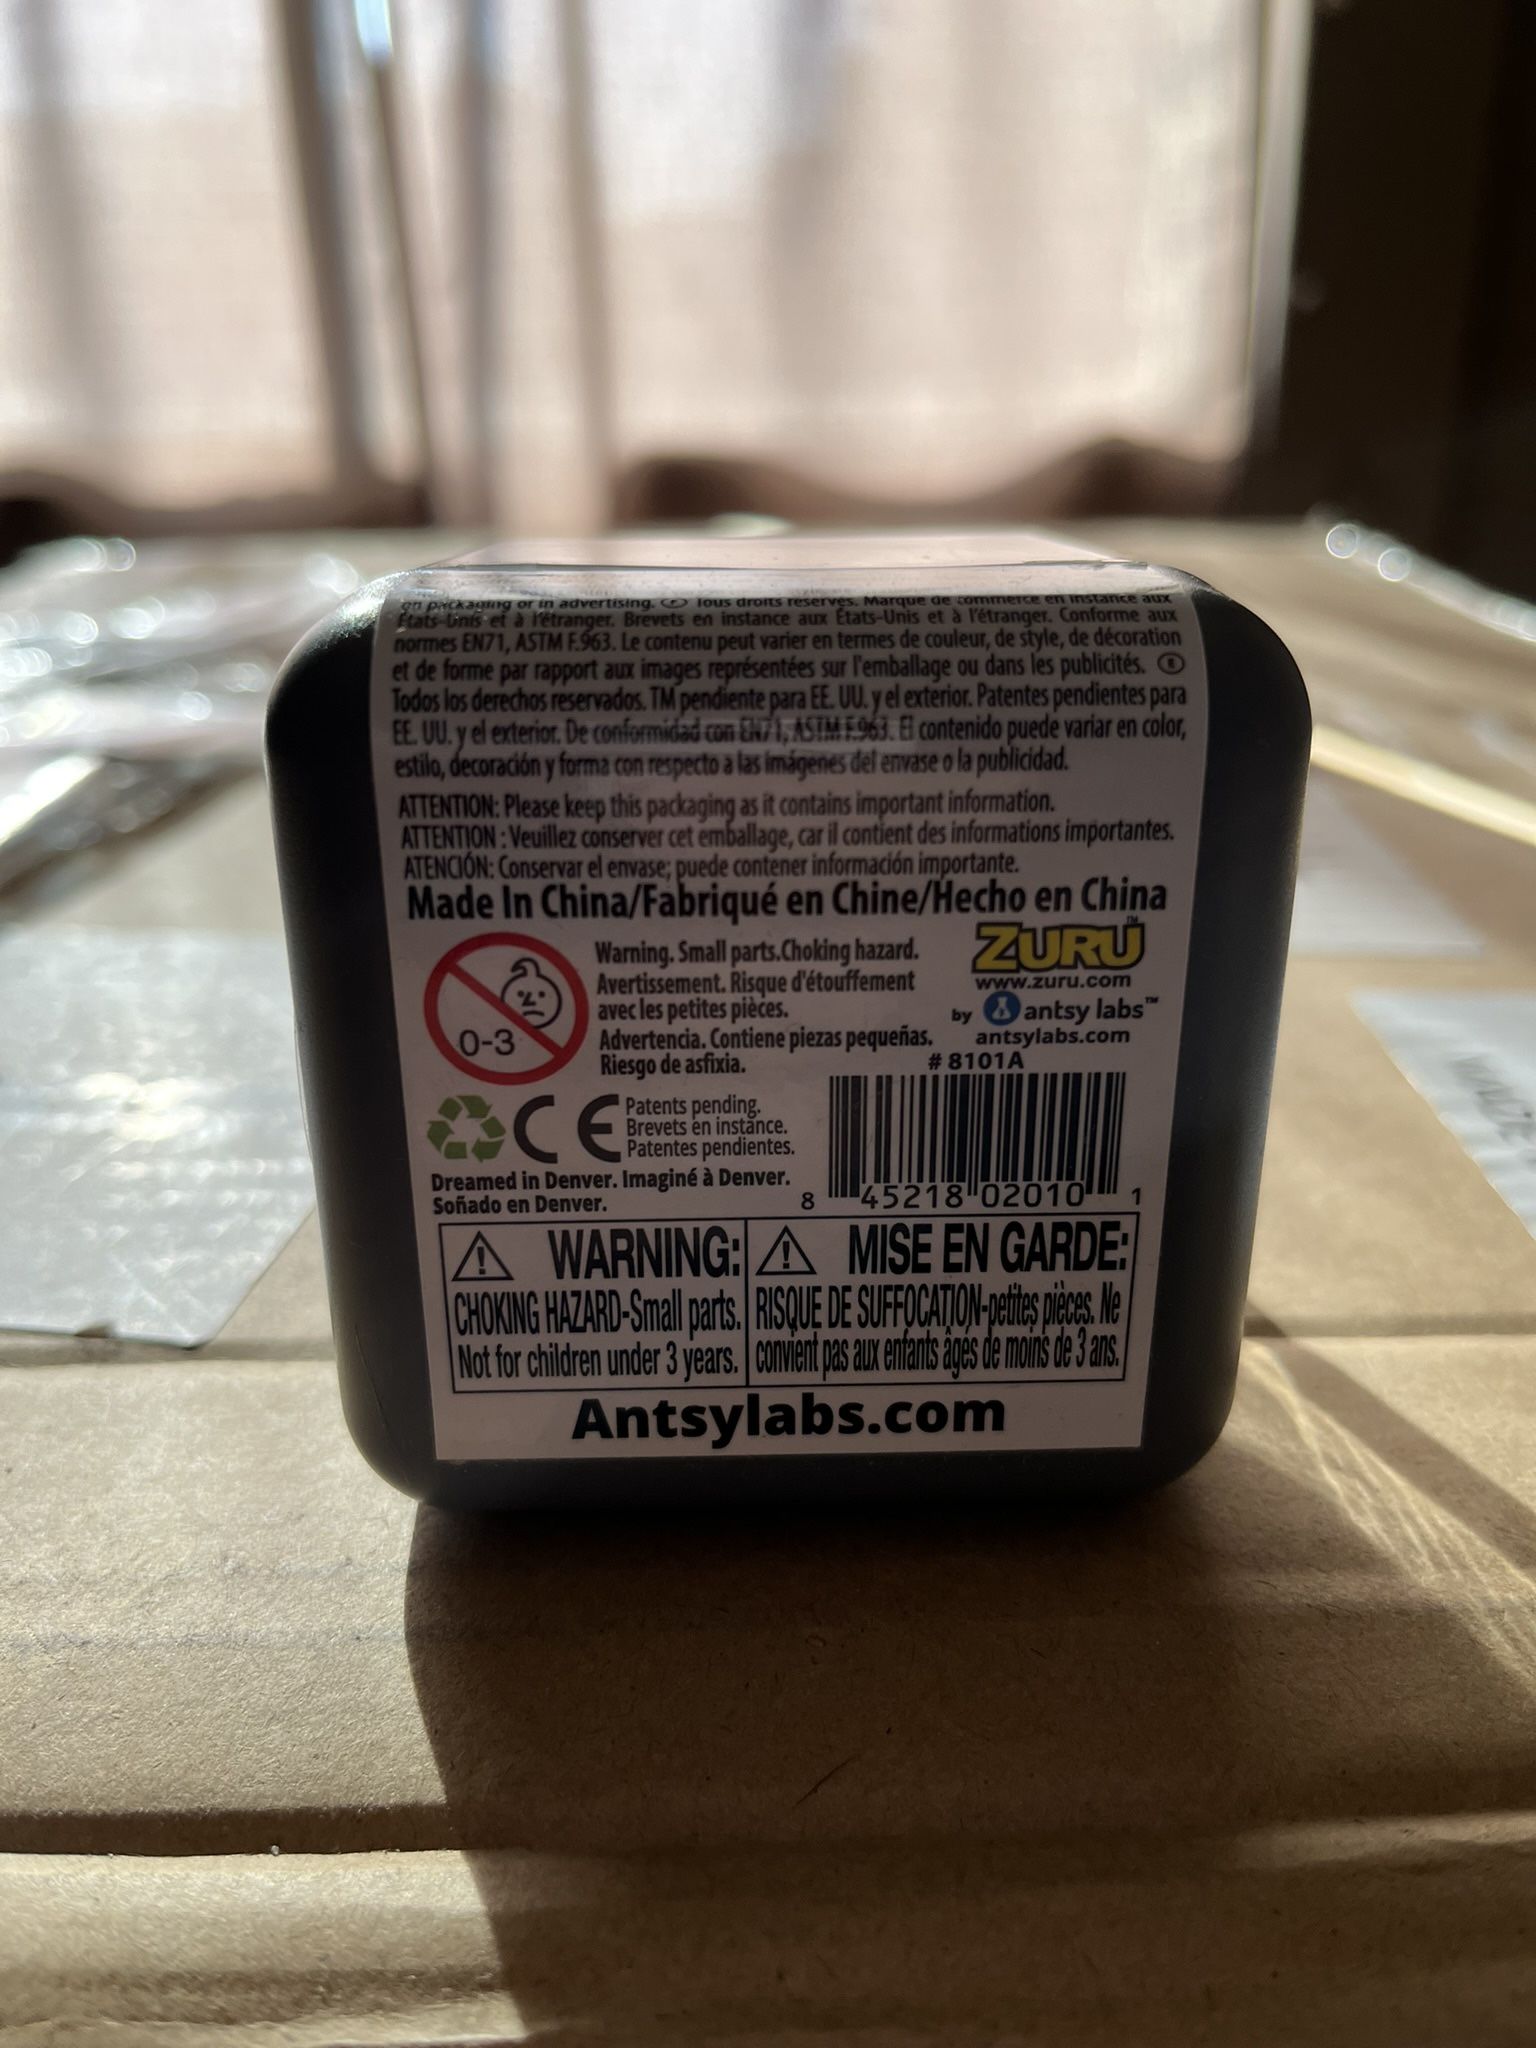 on packaging or in advertising. F Tous droits réservés. Marque de commerce en instance aux
États-Unis et à l'étranger. Brevets en instance aux États-Unis et à l'étranger. Conforme aux
normes EN71, ASTM F.963. Le contenu peut varier en termes de couleur, de style, de décoration
et de forme par rapport aux images représentées sur l'emballage ou dans les publicités. E
Todos los derechos reservados. TM pendiente para EE. UU. y el exterior. Patentes pendientes para
EE. UU. y el exterior. De conformidad con EN71, ASTM F.963. El contenido puede variar en color,
estilo, decoración y forma con respecto a las imágenes del envase o la publicidad.
ATTENTION: Please keep this packaging as it contains important information.
ATTENTION : Veuillez conserver cet emballage, car il contient des informations importantes.
ATENCIÓN: Conservar el envase; puede contener información importante.
Made In China/Fabriqué en Chine/Hecho en China
0-3
Warning. Small parts.Choking hazard.
Avertissement. Risque d'étouffement
avec les petites pièces.
Advertencia. Contiene piezas pequeñas.
Riesgo de asfixia.
ZURU™
www.zuru.com
by antsy labs™
antsylabs.com
# 8101A
CE
Patents pending.
Brevets en instance.
Patentes pendientes.
Dreamed in Denver. Imaginé à Denver.
Soñado en Denver.
8 45218 02010 1
WARNING:
CHOKING HAZARD-Small parts.
Not for children under 3 years.
MISE EN GARDE:
RISQUE DE SUFFOCATION-petites pièces. Ne
convient pas aux enfants âgés de moins de 3 ans.
Antsylabs.com